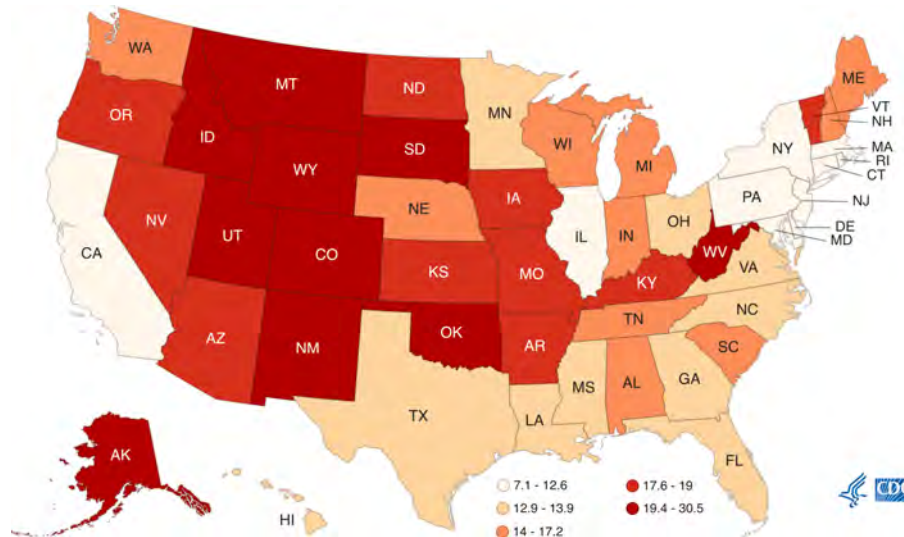 WA
MT
ND
MN
ME
VT
NH
OR
ID
SD
WI
MI
NY
MA
RI
CT
WY
IA
PA
NJ
NE
OH
IL
IN
DE
MD
NV
UT
CO
WV
CA
KS
MO
KY
VA
NC
TN
AZ
NM
OK
AR
SC
MS
AL
GA
TX
LA
FL
AK
HI
7.1 - 12.6
17.6 - 19
12.9 - 13.9
19.4 - 30.5
14 - 17.2